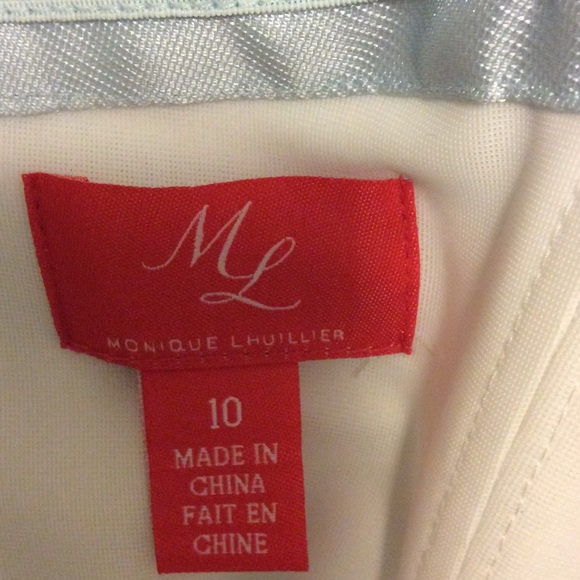 ML
MONIQUE LHUILLIER
10
MADE IN
CHINA
FAIT EN
CHINE